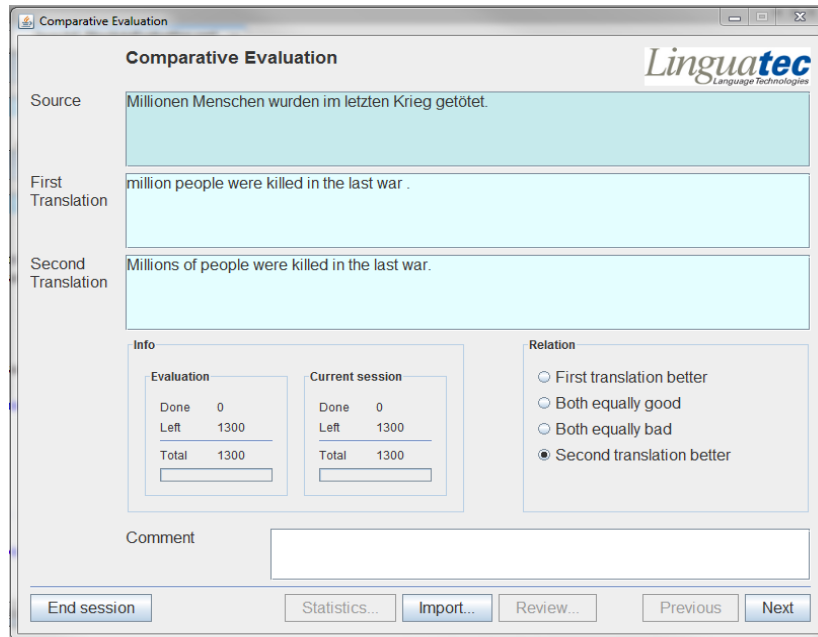 Comparative Evaluation
Comparative Evaluation
Linguatec
Language Technologies
Source
Millionen Menschen wurden im letzten Krieg getötet.
First
Translation
million people were killed in the last war .
Second
Translation
Millions of people were killed in the last war.
Info
Evaluation
Done 0
Left 1300
Total 1300
Current session
Done 0
Left 1300
Total 1300
Relation
First translation better
Both equally good
Both equally bad
Second translation better
Comment
End session
Statistics...
Import...
Review...
Previous
Next